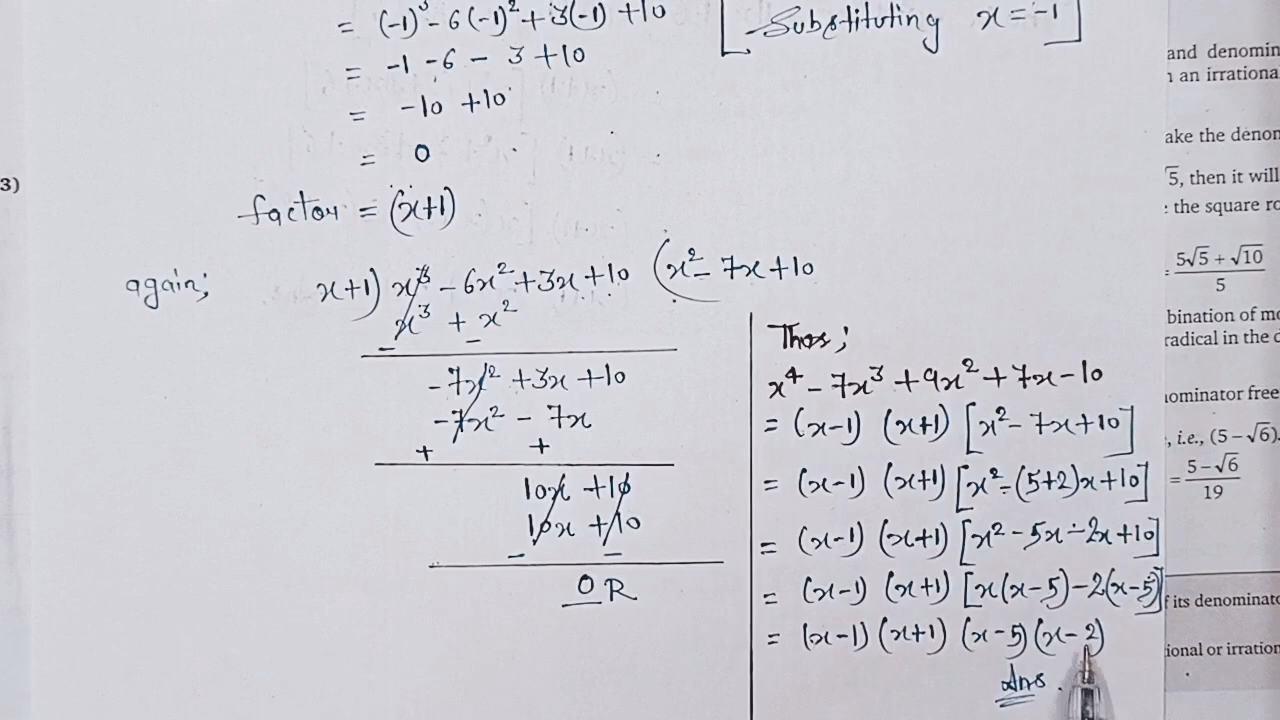 = (-1)³ - 6(-1)² + 3(-1) + 10 [Substituting x = -1]
= -1 - 6 - 3 + 10
= -10 + 10
= 0
3)
factor = (x+1)
again; x+1) x³ - 6x² + 3x + 10 (x² - 7x + 10
x³ + x²
- -
-7x² + 3x + 10
-7x² - 7x
+ +
10x + 10
10x + 10
- -
0 R
Thus;
x⁴ - 7x³ + 9x² + 7x - 10
= (x-1) (x+1) [x² - 7x + 10]
= (x-1) (x+1) [x² - (5+2)x + 10]
= (x-1) (x+1) [x² - 5x - 2x + 10]
= (x-1) (x+1) [x(x-5) - 2(x-5)]
= (x-1) (x+1) (x-5) (x-2)
Ans.
and denomin
an irrationa
ake the denom
√5, then it will
: the square ro
= (5√5 + √10)/5
bination of mo
radical in the d
nominator free
, i.e., (5-√6).
= (5-√6)/19
f its denominato
ional or irration